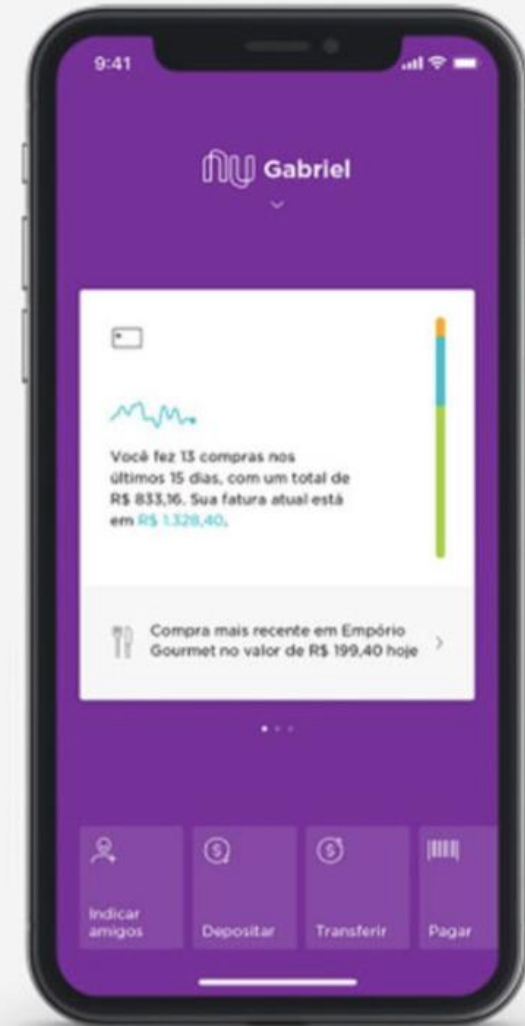 9:41
nu Gabriel
Você fez 13 compras nos
últimos 15 dias, com um total de
R$ 833,16. Sua fatura atual está
em R$ 1.328,40.
Compra mais recente em Empório
Gourmet no valor de R$ 199,40 hoje
Indicar
amigos
Depositar
Transferir
Pagar